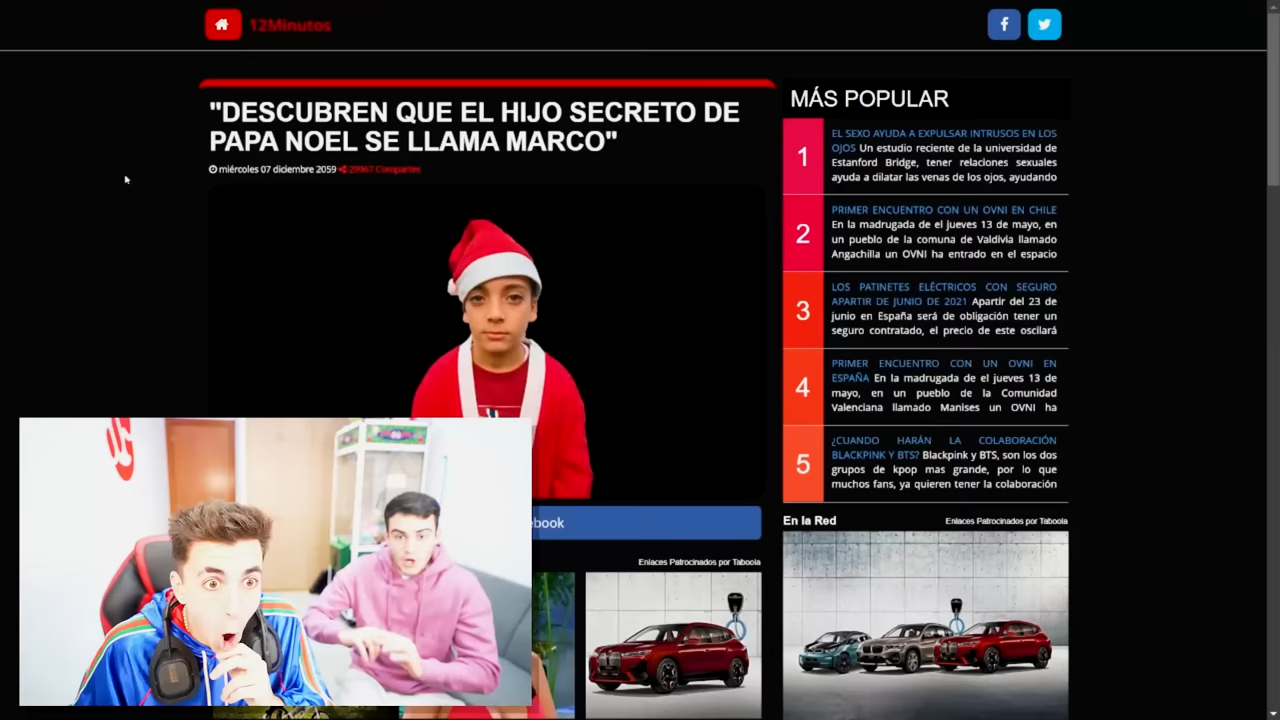 12Minutos
"DESCUBREN QUE EL HIJO SECRETO DE
PAPA NOEL SE LLAMA MARCO"
miércoles 07 diciembre 2059 29967 Compartes
ebook
Enlaces Patrocinados por Taboola
MÁS POPULAR
1
EL SEXO AYUDA A EXPULSAR INTRUSOS EN LOS
OJOS Un estudio reciente de la universidad de
Estanford Bridge, tener relaciones sexuales
ayuda a dilatar las venas de los ojos, ayudando
2
PRIMER ENCUENTRO CON UN OVNI EN CHILE
En la madrugada de el jueves 13 de mayo, en
un pueblo de la comuna de Valdivia llamado
Angachilla un OVNI ha entrado en el espacio
3
LOS PATINETES ELÉCTRICOS CON SEGURO
APARTIR DE JUNIO DE 2021 Apartir del 23 de
junio en España será de obligación tener un
seguro contratado, el precio de este oscilará
4
PRIMER ENCUENTRO CON UN OVNI EN
ESPAÑA En la madrugada de el jueves 13 de
mayo, en un pueblo de la Comunidad
Valenciana llamado Manises un OVNI ha
5
¿CUANDO HARÁN LA COLABORACIÓN
BLACKPINK Y BTS? Blackpink y BTS, son los dos
grupos de kpop mas grande, por lo que
muchos fans, ya quieren tener la colaboración
En la Red
Enlaces Patrocinados por Taboola